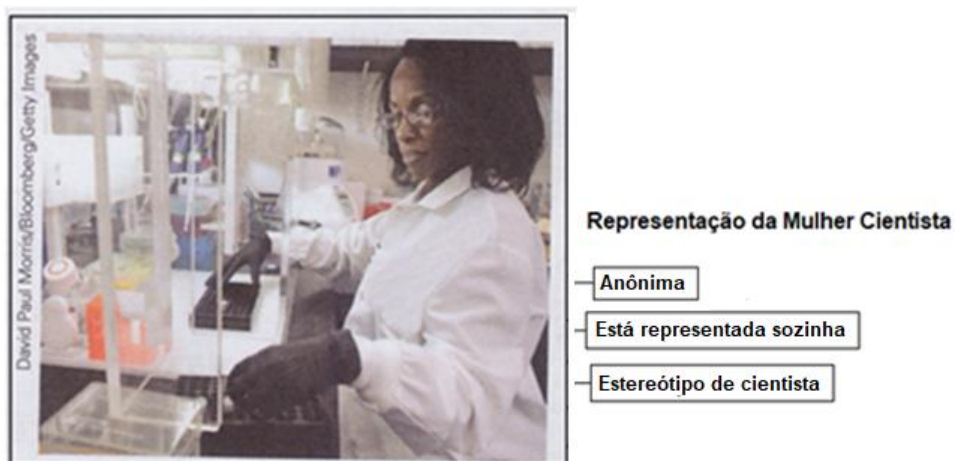 David Paul Morris/Bloomberg/Getty Images
Representação da Mulher Cientista
Anônima
Está representada sozinha
Estereótipo de cientista